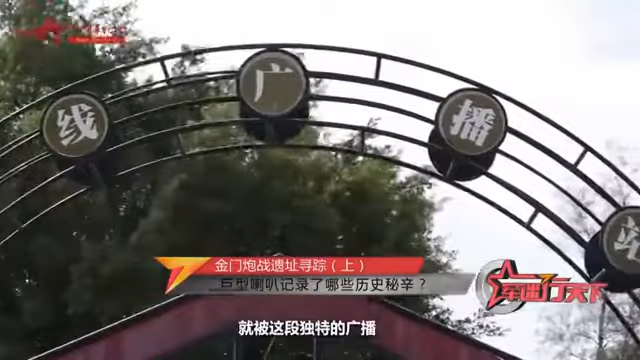 线广播站
金门炮战遗址寻踪（上）
巨型喇叭记录了哪些历史秘辛？
军迷行天下
就被这段独特的广播